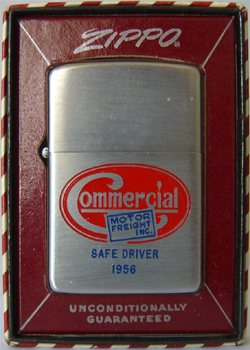 ZIPPO
Commercial
MOTOR
FREIGHT
INC.
SAFE DRIVER
1956
UNCONDITIONALLY
GUARANTEED